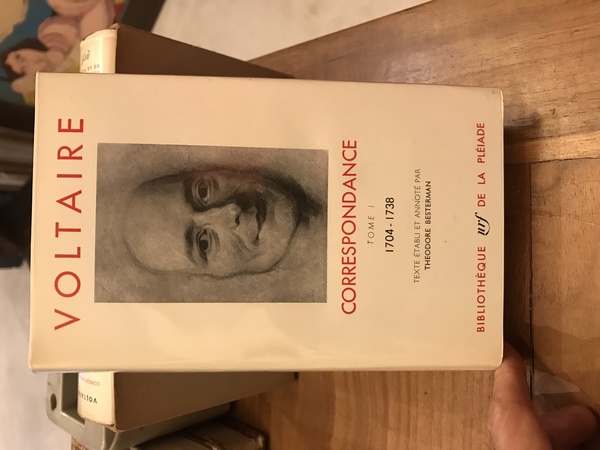 VOLTAIRE
CORRESPONDANCE
TOME I
1704-1738
TEXTE ÉTABLI ET ANNOTÉ PAR
THEODORE BESTERMAN
BIBLIOTHÈQUE nrf DE LA PLÉIADE